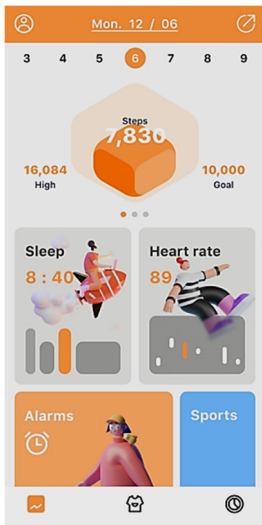 Mon. 12 / 06
3 4 5 6 7 8 9
Steps
7,830
16,084
High
10,000
Goal
Sleep
8 : 40
Heart rate
89
Alarms
Sports